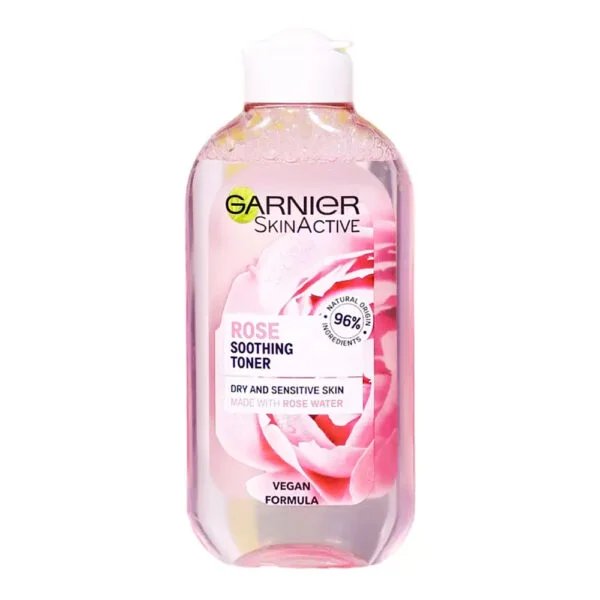 GARNIER
SKINACTIVE
NATURAL ORIGIN
96%
INGREDIENTS
ROSE
SOOTHING
TONER
DRY AND SENSITIVE SKIN
MADE WITH ROSE WATER
VEGAN
FORMULA